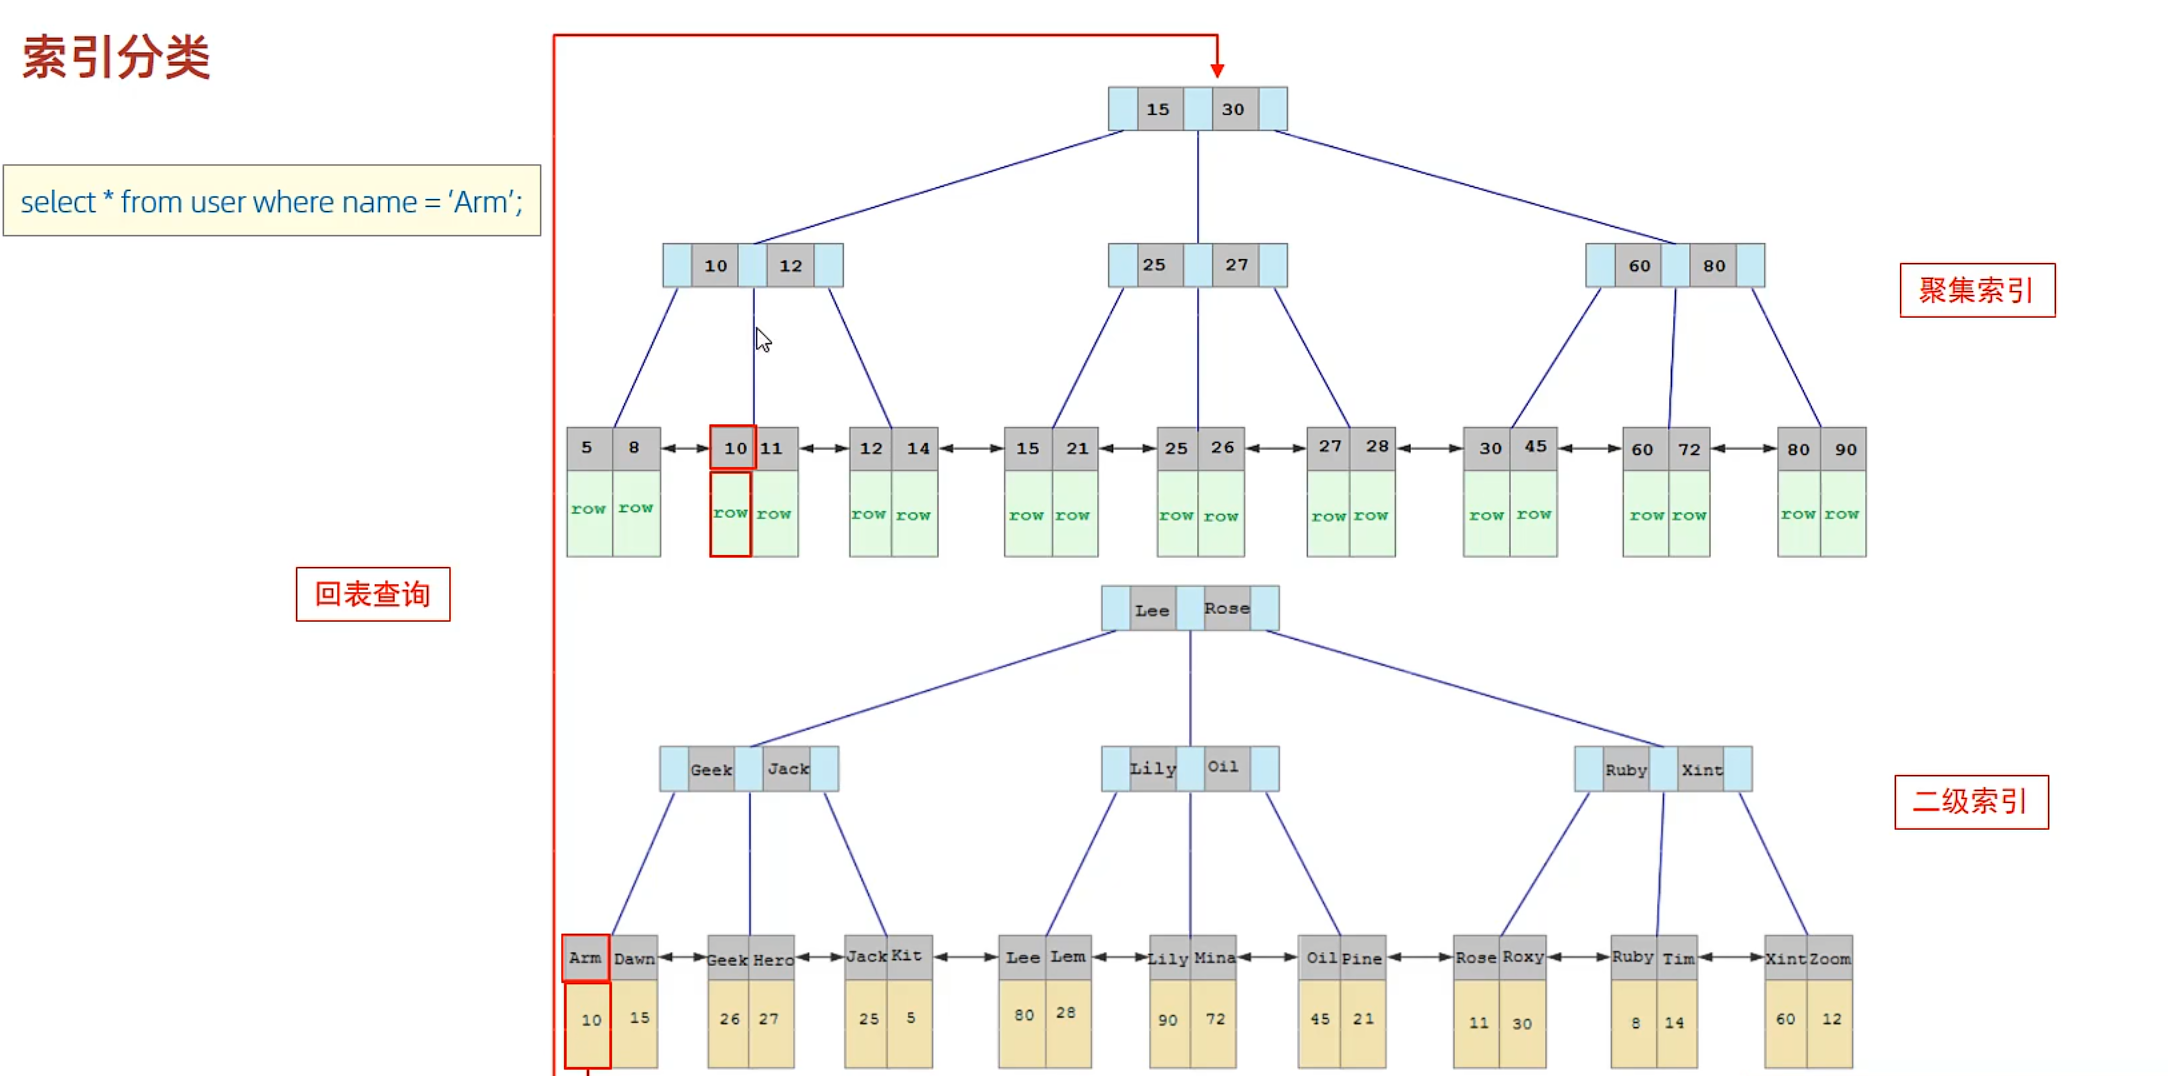 索引分类
select * from user where name = ‘Arm’;
15 30
10 12 25 27 60 80
聚集索引
5 8 10 11 12 14 15 21 25 26 27 28 30 45 60 72 80 90
row row row row row row row row row row row row row row row row row row
回表查询
Lee Rose
Geek Jack Lily Oil Ruby Xint
二级索引
Arm Dawn Geek Hero Jack Kit Lee Lem Lily Mina Oil Pine Rose Roxy Ruby Tim Xint Zoom
10 15 26 27 25 5 80 28 90 72 45 21 11 30 8 14 60 12